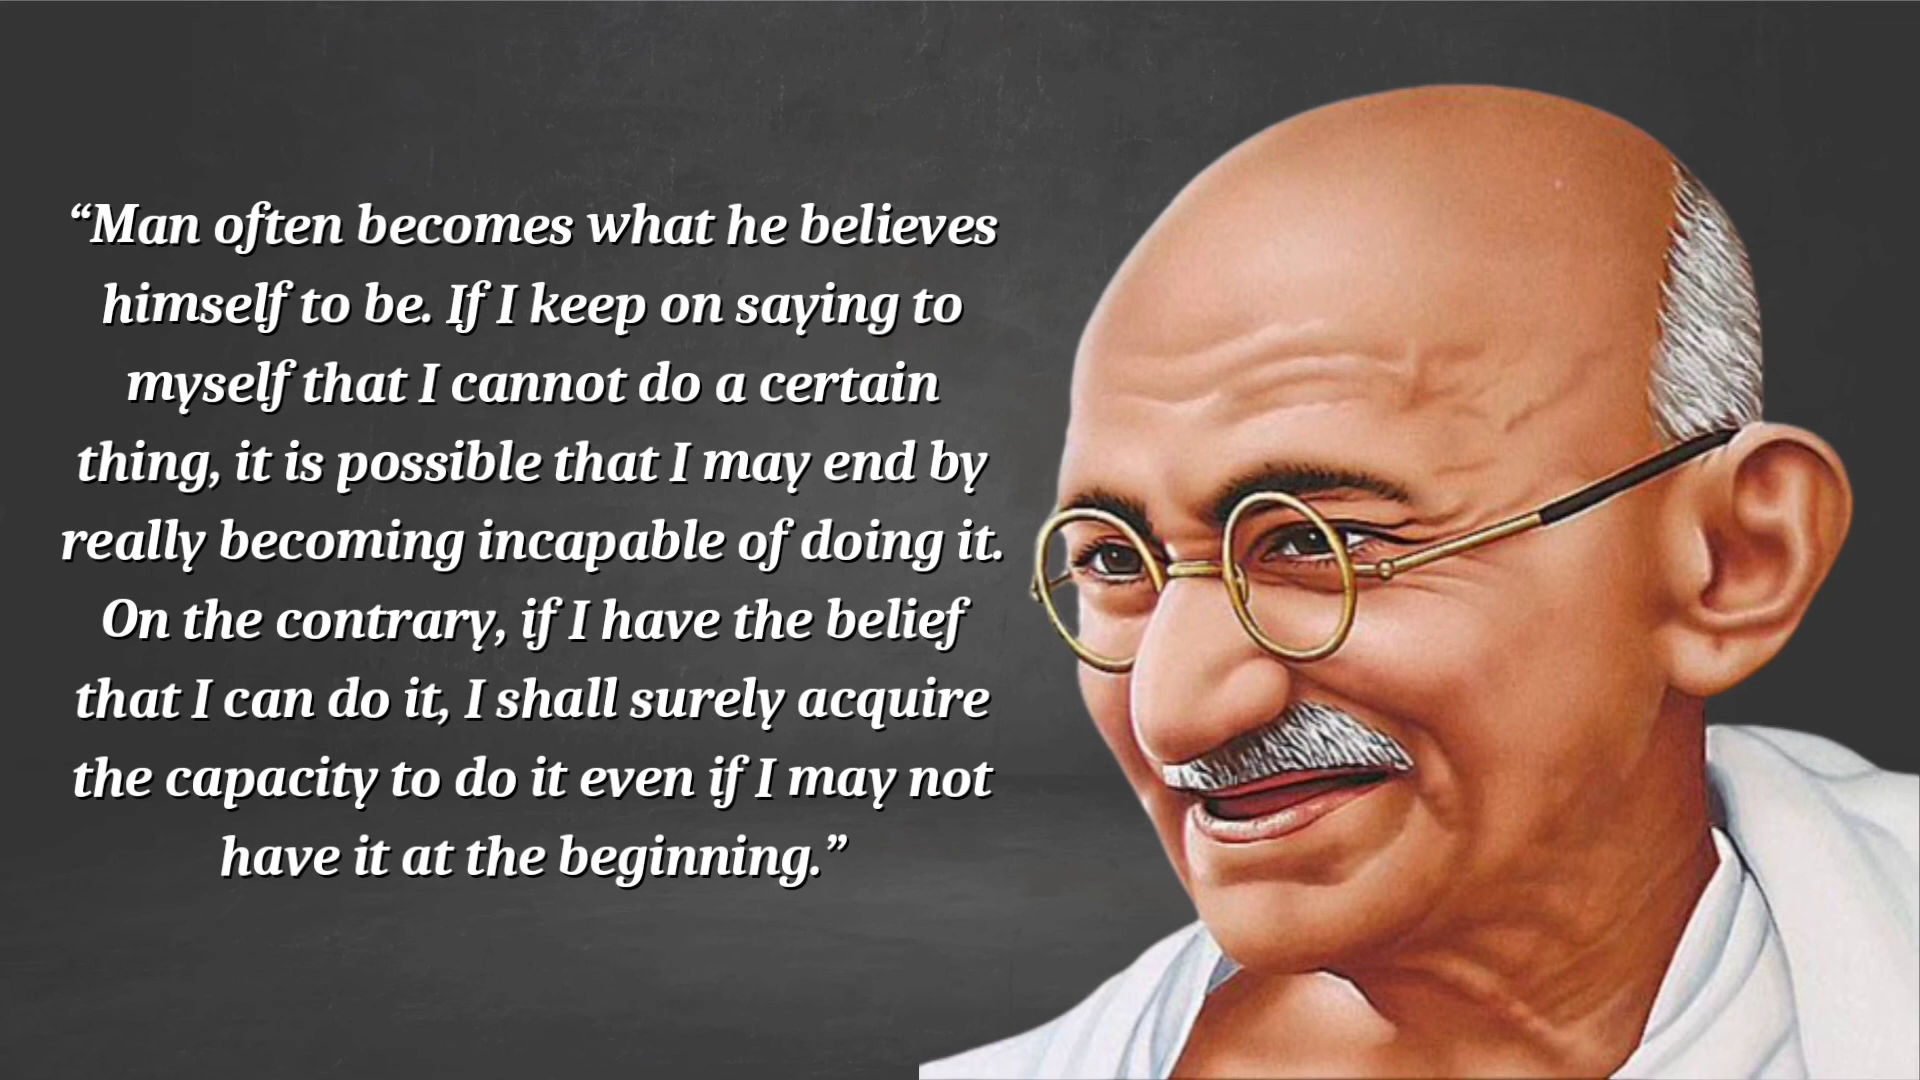 “Man often becomes what he believes
himself to be. If I keep on saying to
myself that I cannot do a certain
thing, it is possible that I may end by
really becoming incapable of doing it.
On the contrary, if I have the belief
that I can do it, I shall surely acquire
the capacity to do it even if I may not
have it at the beginning.”